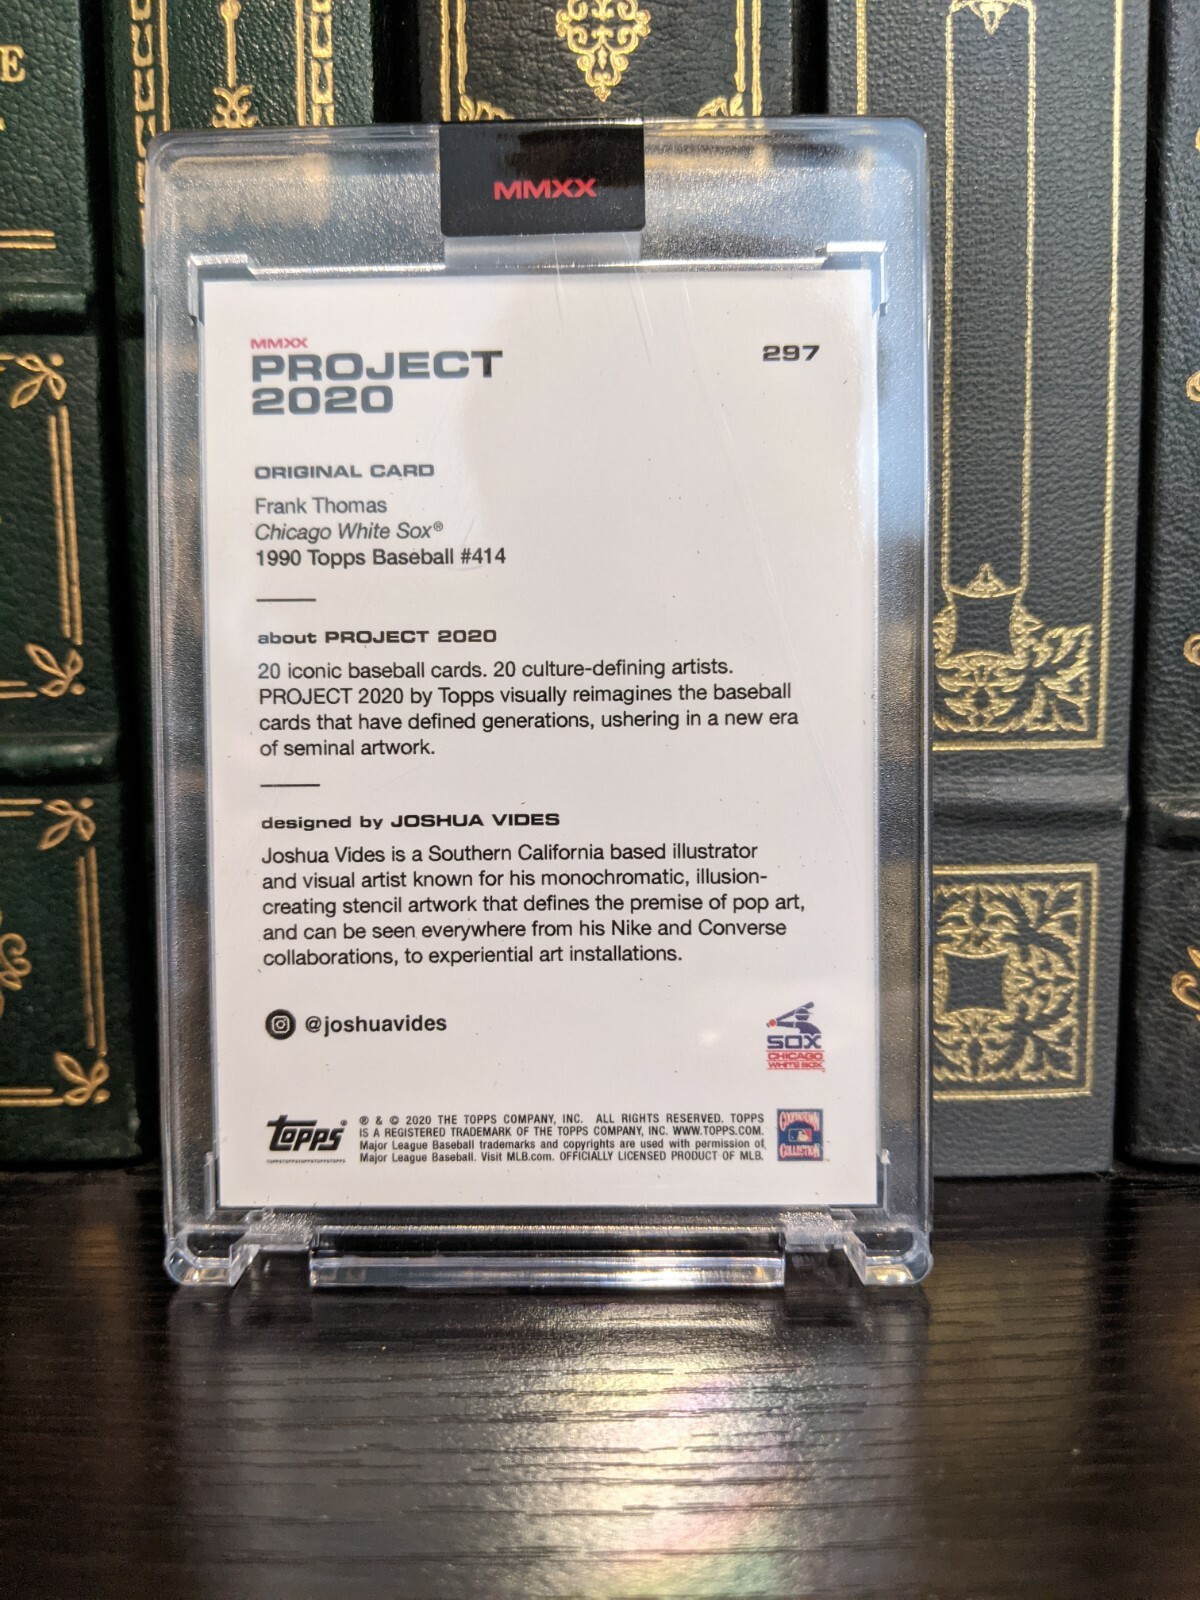 E
MMXX
MMXX
PROJECT
2020
297
ORIGINAL CARD
Frank Thomas
Chicago White Sox®
1990 Topps Baseball #414
about PROJECT 2020
20 iconic baseball cards. 20 culture-defining artists.
PROJECT 2020 by Topps visually reimagines the baseball
cards that have defined generations, ushering in a new era
of seminal artwork.
designed by JOSHUA VIDES
Joshua Vides is a Southern California based illustrator
and visual artist known for his monochromatic, illusion-
creating stencil artwork that defines the premise of pop art,
and can be seen everywhere from his Nike and Converse
collaborations, to experiential art installations.
@joshuavides
SOX
CHICAGO
WHITE SOX
topps®
® & © 2020 THE TOPPS COMPANY, INC. ALL RIGHTS RESERVED. TOPPS
IS A REGISTERED TRADEMARK OF THE TOPPS COMPANY, INC. WWW.TOPPS.COM.
Major League Baseball trademarks and copyrights are used with permission of
Major League Baseball. Visit MLB.com. OFFICIALLY LICENSED PRODUCT OF MLB.